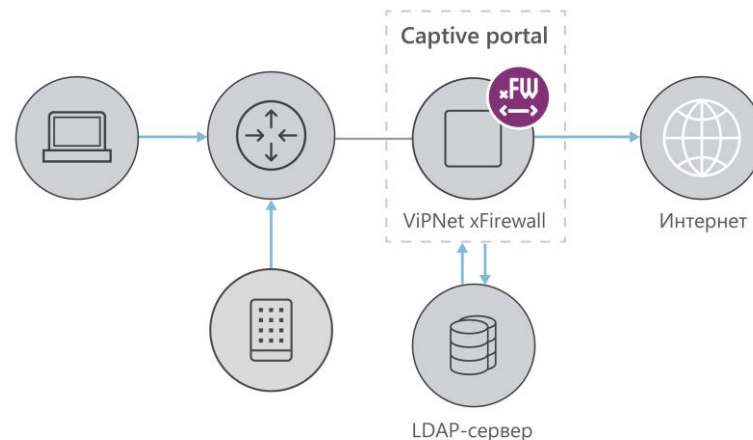 Captive portal
xFW
ViPNet xFirewall
Интернет
LDAP-сервер